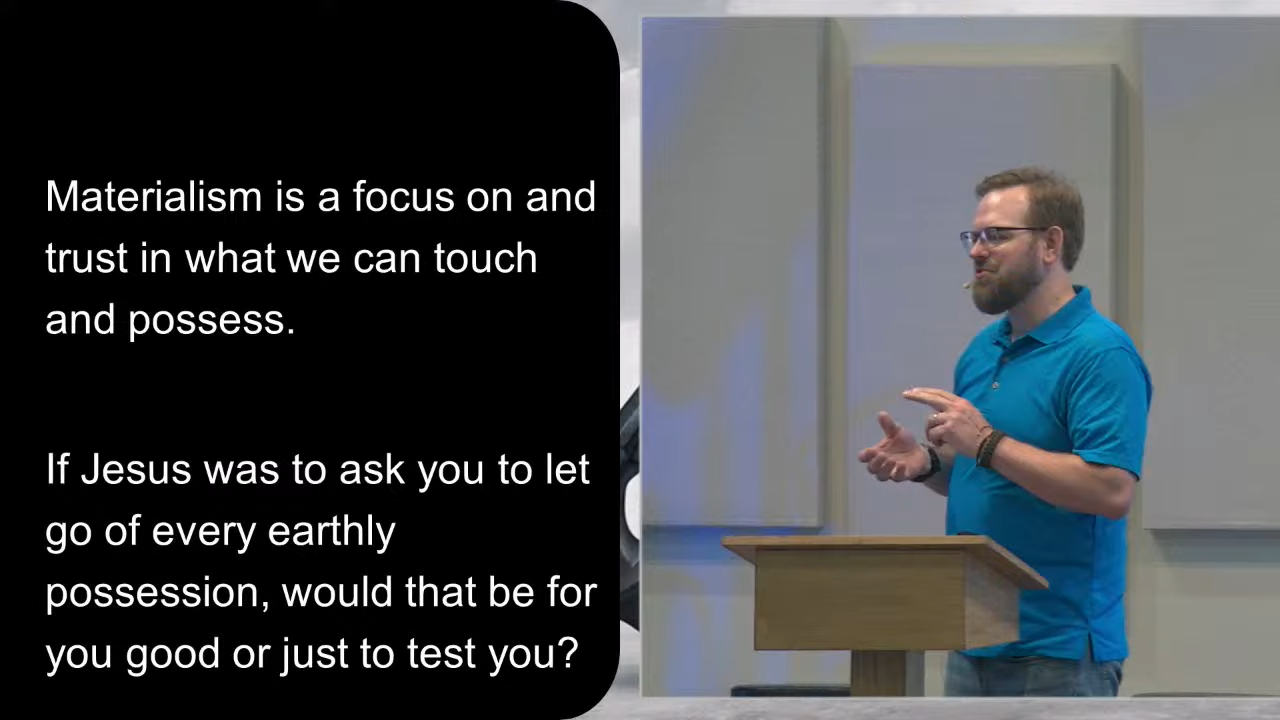 Materialism is a focus on and
trust in what we can touch
and possess.
If Jesus was to ask you to let
go of every earthly
possession, would that be for
you good or just to test you?